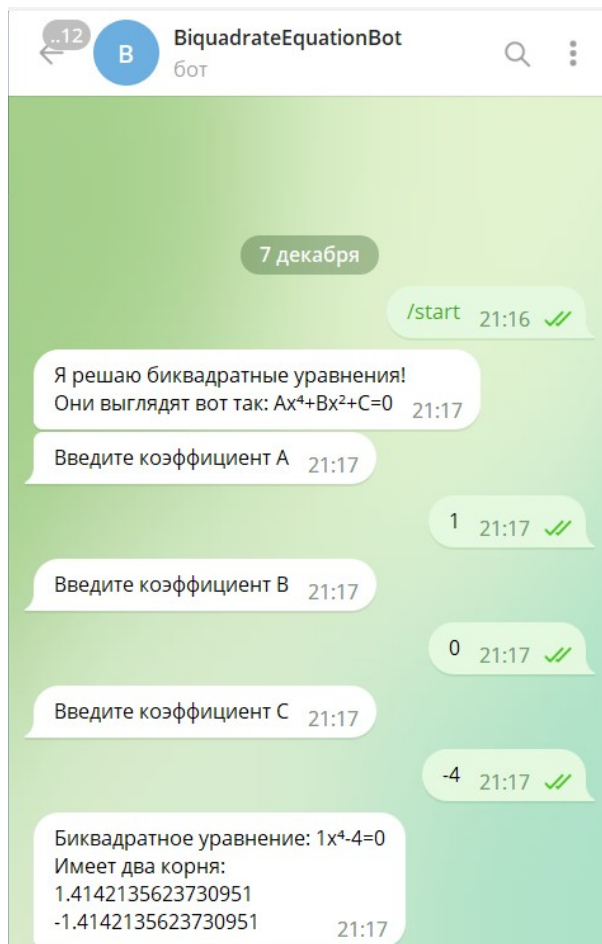 ..12
B
BiquadrateEquationBot
бот
7 декабря
/start 21:16
Я решаю биквадратные уравнения!
Они выглядят вот так: Ax⁴+Bx²+C=0 21:17
Введите коэффициент A 21:17
1 21:17
Введите коэффициент B 21:17
0 21:17
Введите коэффициент C 21:17
-4 21:17
Биквадратное уравнение: 1x⁴-4=0
Имеет два корня:
1.4142135623730951
-1.4142135623730951 21:17